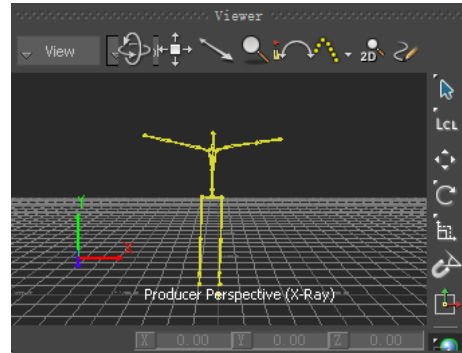 Viewer
View
2D
LCL
Y
X
Producer Perspective (X-Ray)
X 0.00 Y 0.00 Z 0.00